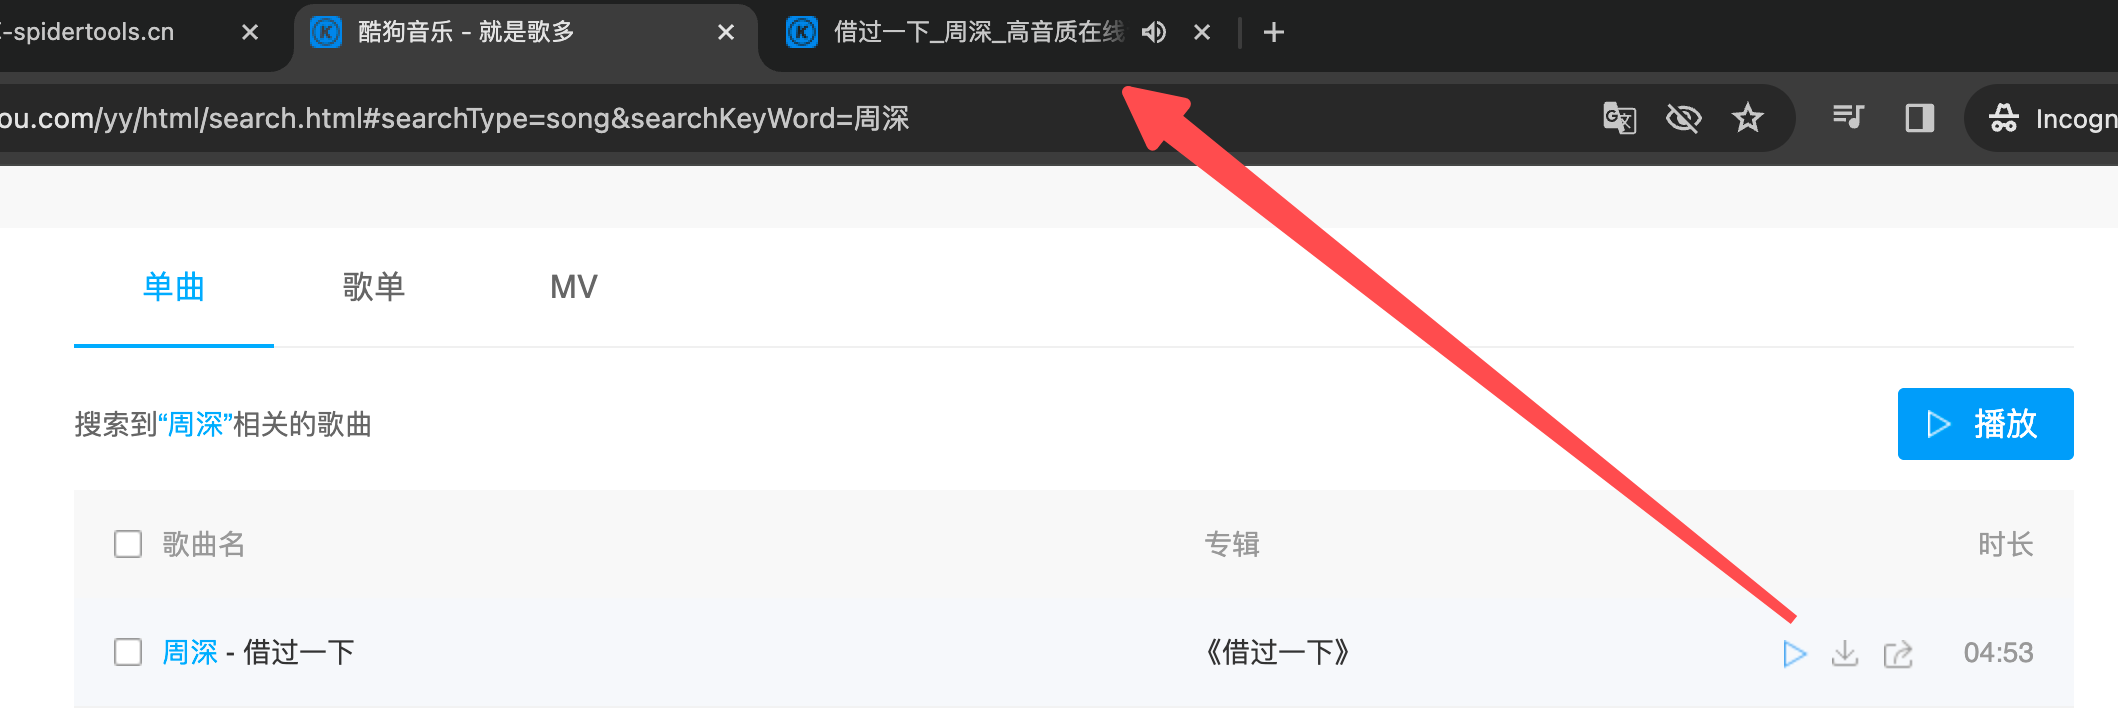 -spidertools.cn
酷狗音乐 - 就是歌多
借过一下_周深_高音质在线
ou.com/yy/html/search.html#searchType=song&searchKeyWord=周深
Incogn
单曲
歌单
MV
搜索到“周深”相关的歌曲
播放
歌曲名
专辑
时长
周深 - 借过一下
《借过一下》
04:53